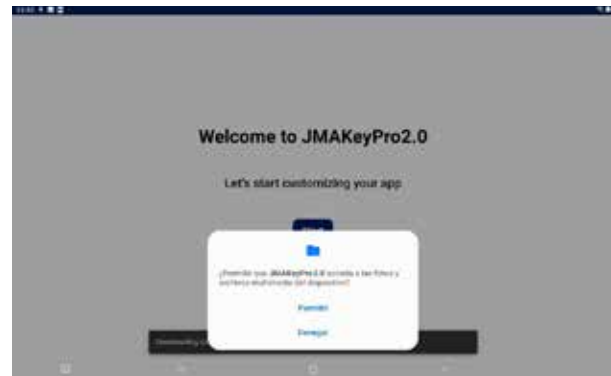 Welcome to JMAKeyPro2.0
Let's start customizing your app
¿Permitir que JMAKeyPro2.0 acceda a las fotos y
archivos multimedia del dispositivo?
Permitir
Denegar
Downloading